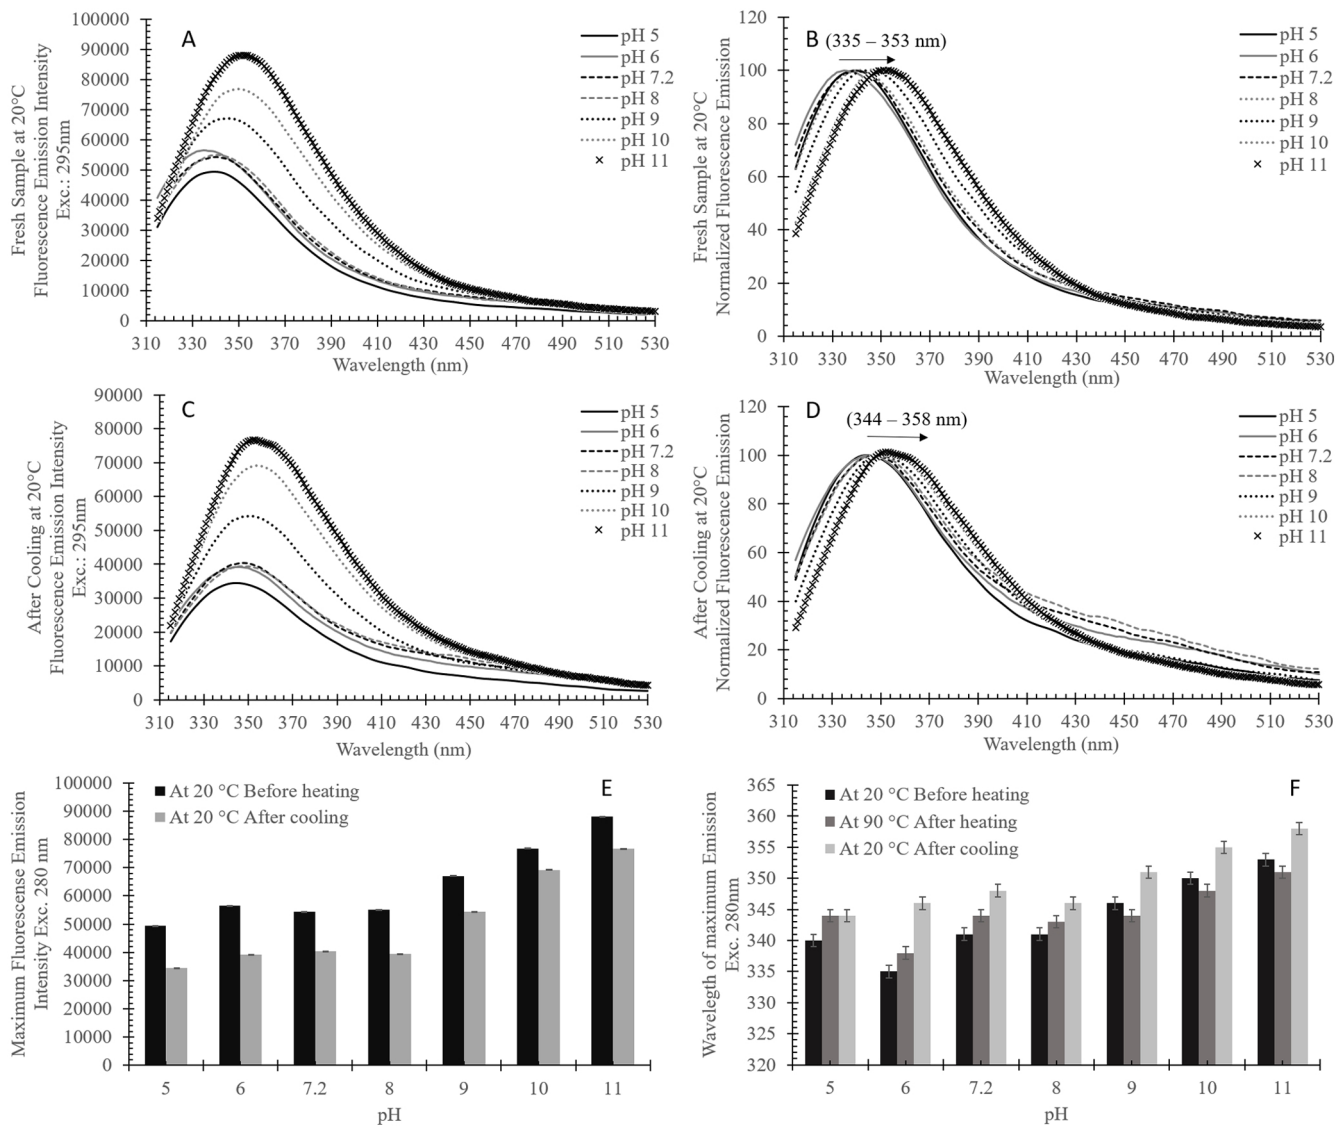 A
Fresh Sample at 20°C
Fluorescence Emission Intensity
Exc.: 295nm
100000
90000
80000
70000
60000
50000
40000
30000
20000
10000
0
310 330 350 370 390 410 430 450 470 490 510 530
Wavelength (nm)
pH 5
pH 6
pH 7.2
pH 8
pH 9
pH 10
pH 11
B
(335 – 353 nm)
Fresh Sample at 20°C
Normalized Fluorescence Emission
120
100
80
60
40
20
0
310 330 350 370 390 410 430 450 470 490 510 530
Wavelength (nm)
pH 5
pH 6
pH 7.2
pH 8
pH 9
pH 10
pH 11
C
After Cooling at 20°C
Fluorescence Emission Intensity
Exc.: 295nm
90000
80000
70000
60000
50000
40000
30000
20000
10000
0
310 330 350 370 390 410 430 450 470 490 510 530
Wavelength (nm)
pH 5
pH 6
pH 7.2
pH 8
pH 9
pH 10
pH 11
D
(344 – 358 nm)
After Cooling at 20°C
Normalized Fluorescence Emission
120
100
80
60
40
20
0
310 330 350 370 390 410 430 450 470 490 510 530
Wavelength (nm)
pH 5
pH 6
pH 7.2
pH 8
pH 9
pH 10
pH 11
E
Maximum Fluorescense Emission
Intensity Exc. 280 nm
100000
90000
80000
70000
60000
50000
40000
30000
20000
10000
0
At 20 °C Before heating
At 20 °C After cooling
5 6 7.2 8 9 10 11
pH
F
Wavelegth of maximum Emission
Exc. 280nm
365
360
355
350
345
340
335
330
325
320
At 20 °C Before heating
At 90 °C After heating
At 20 °C After cooling
5 6 7.2 8 9 10 11
pH